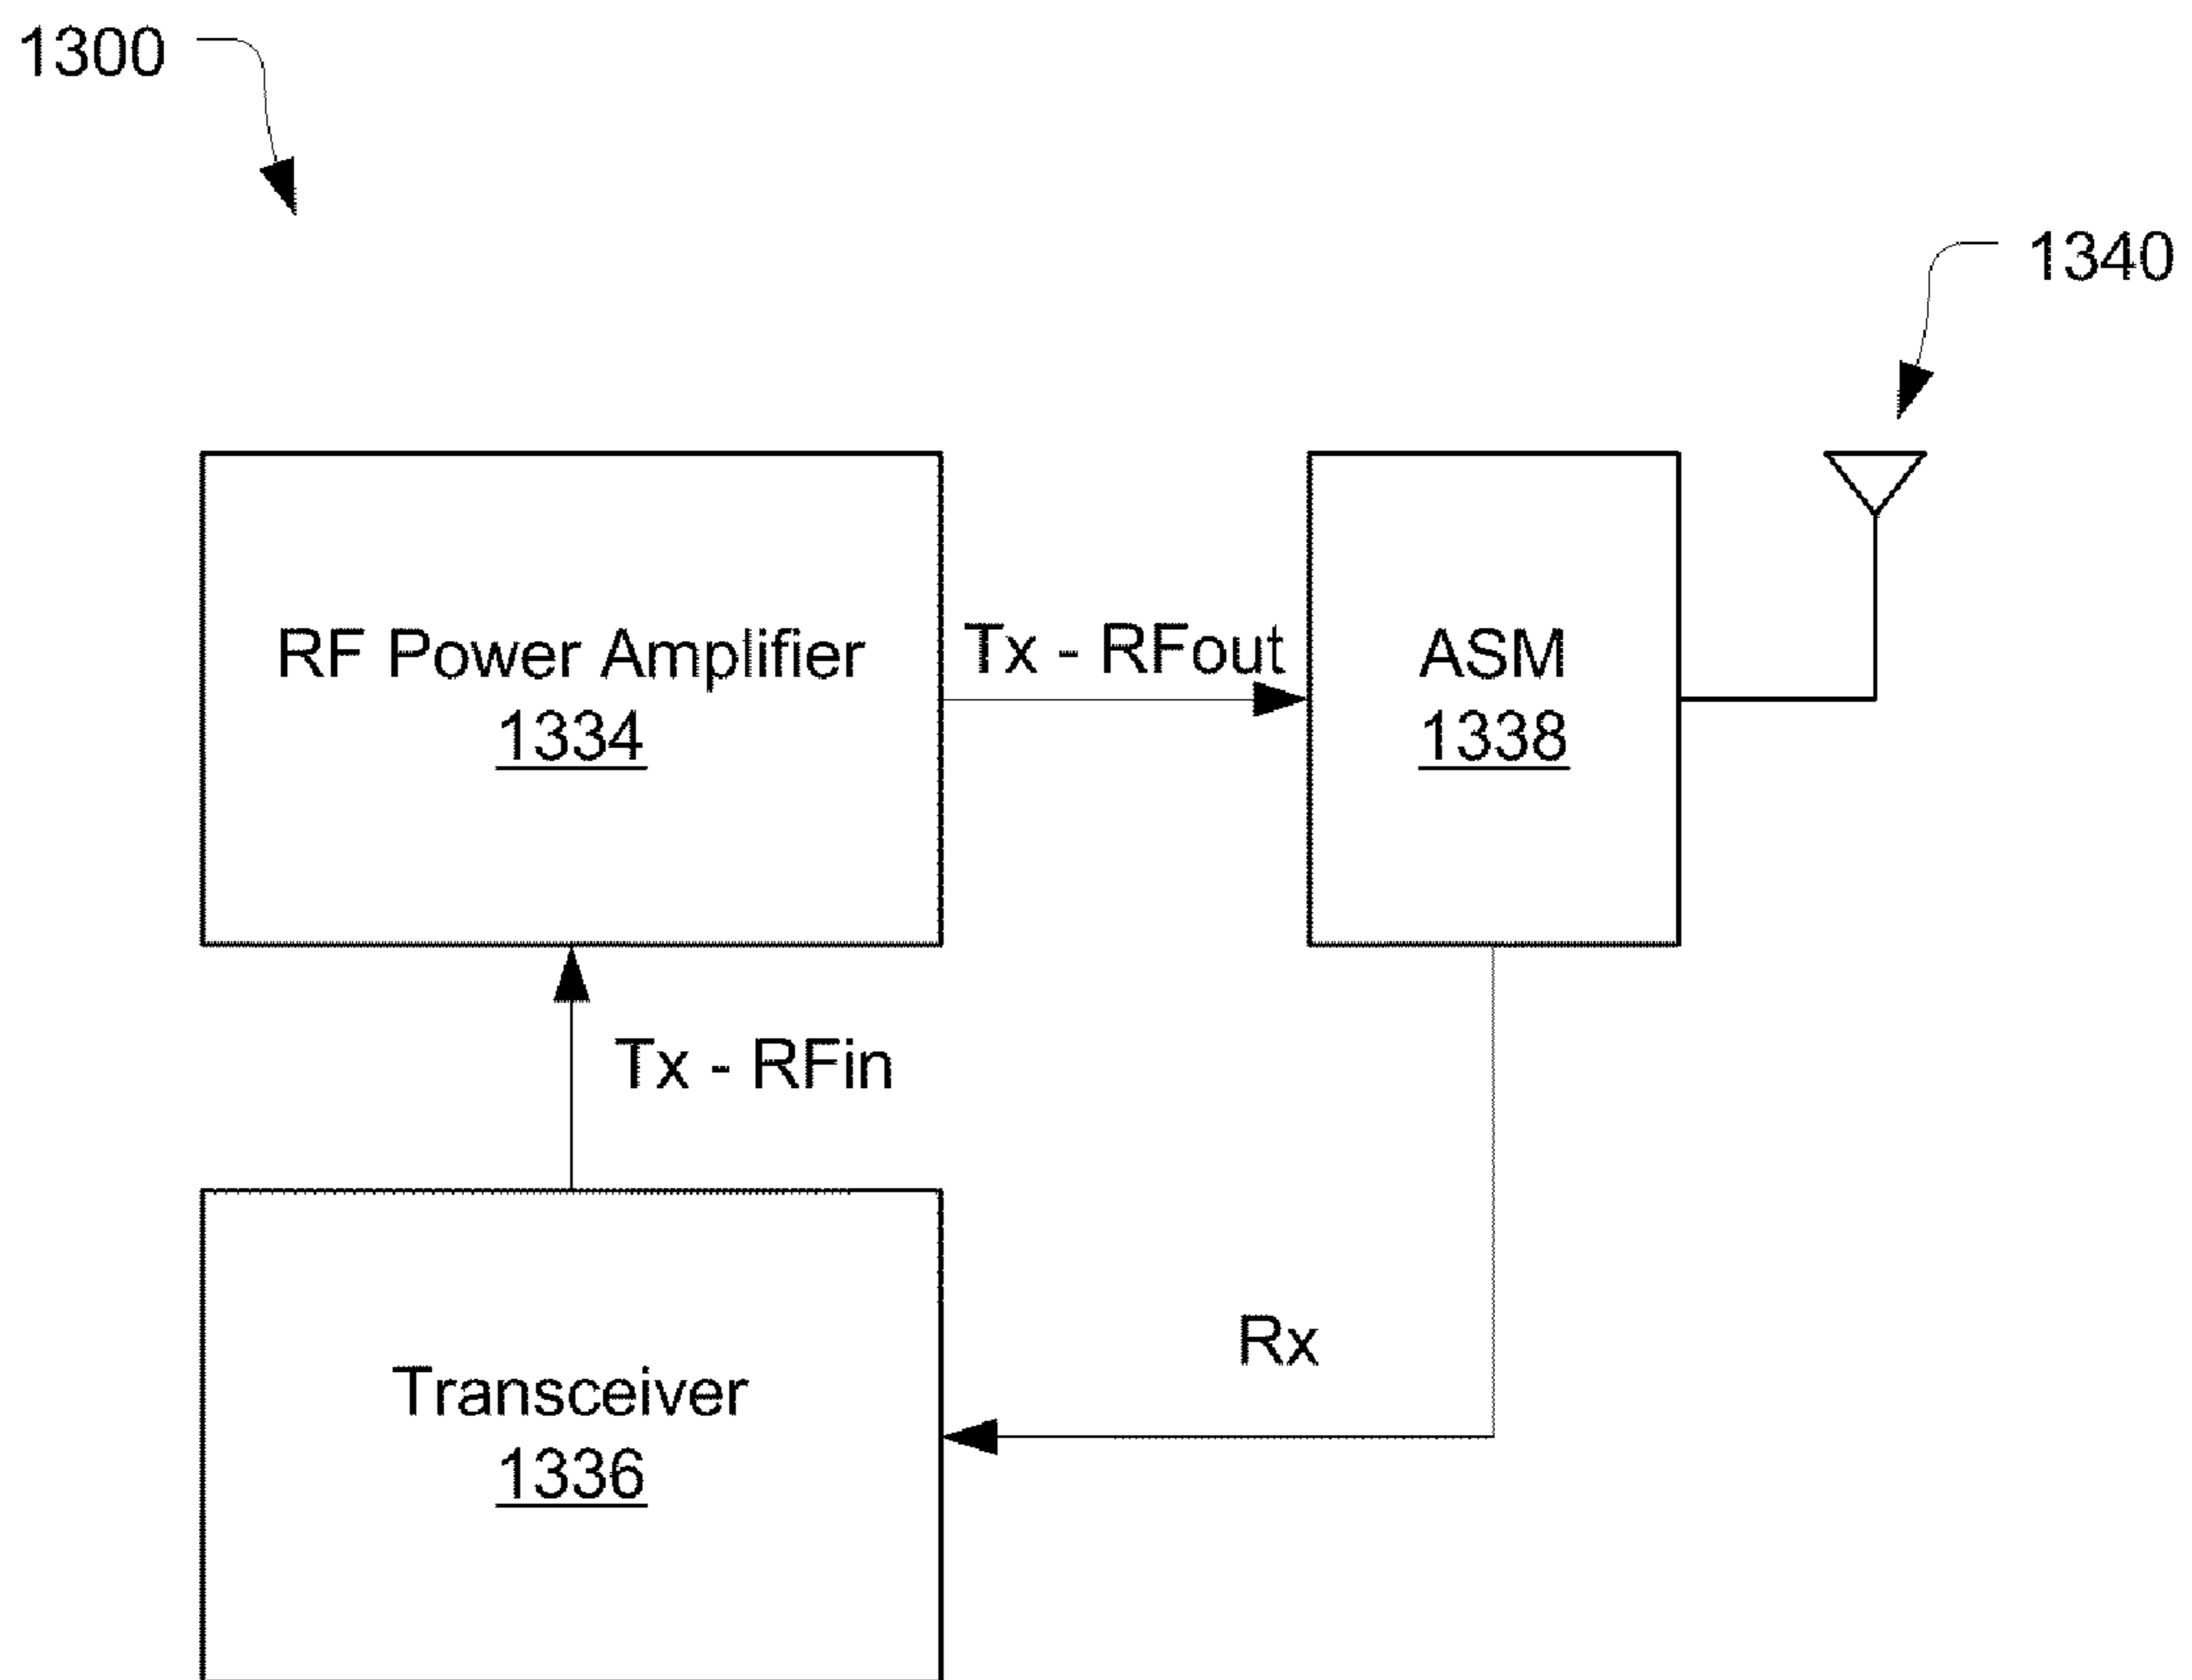 1300
1340
RF Power Amplifier
1334
Tx - RFout
ASM
1338
Tx - RFin
Transceiver
1336
Rx